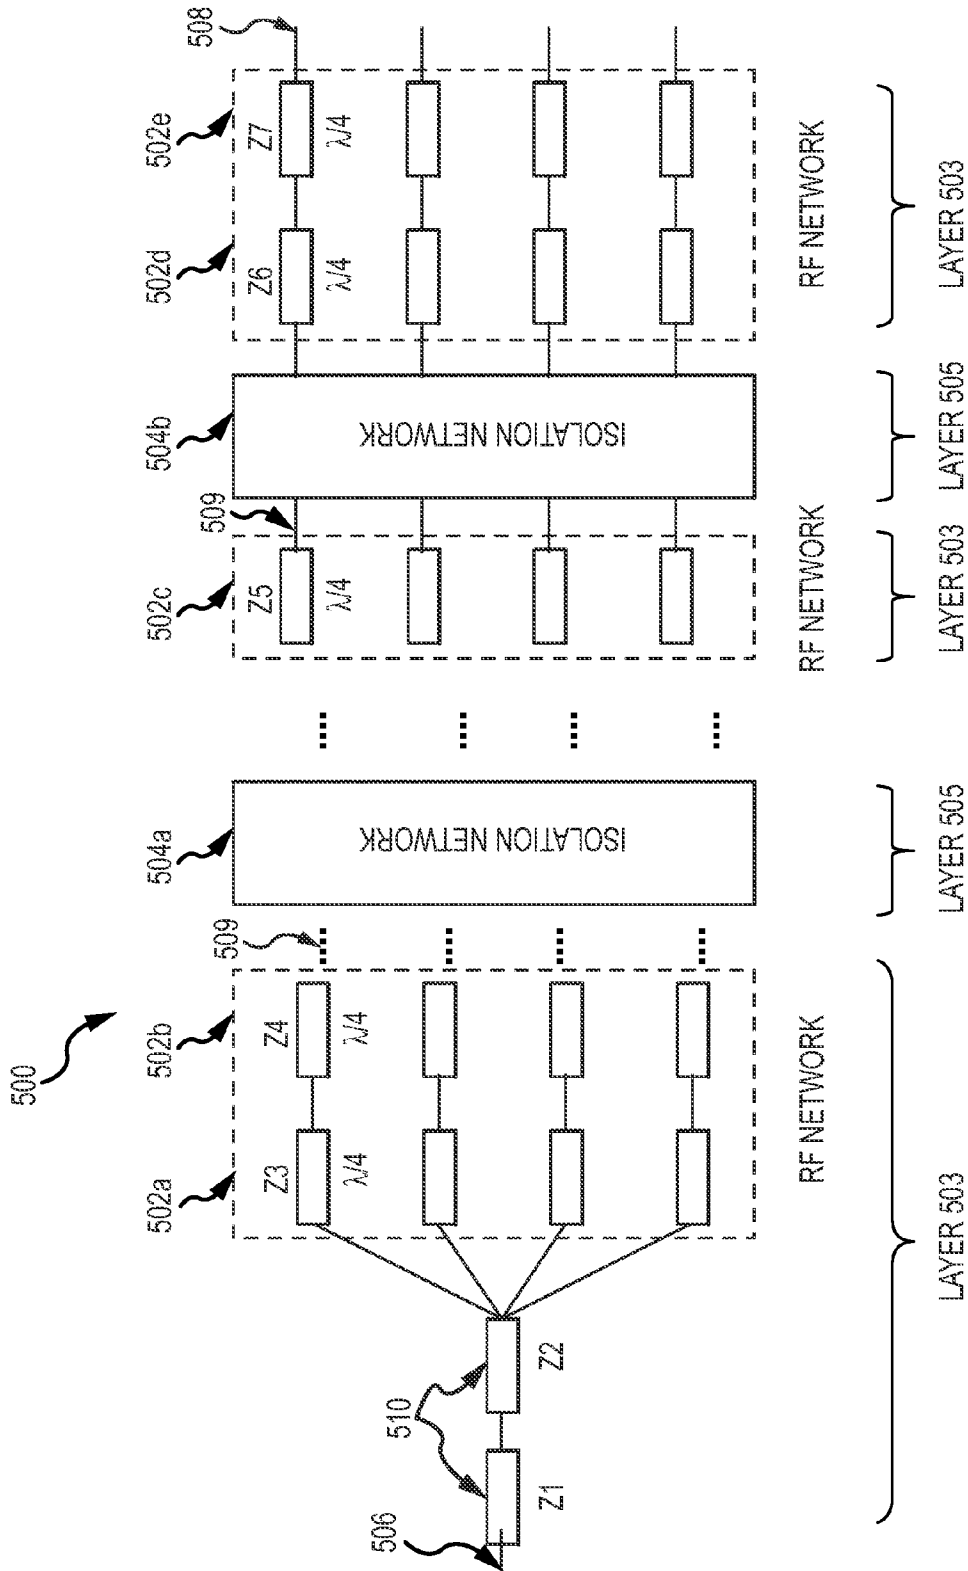 500
506
510
Z1
Z2
502a
Z3
λ/4
502b
Z4
λ/4
509
RF NETWORK
LAYER 503
504a
ISOLATION NETWORK
LAYER 505
502c
Z5
λ/4
509
RF NETWORK
LAYER 503
504b
ISOLATION NETWORK
LAYER 505
502d
Z6
λ/4
502e
Z7
λ/4
508
RF NETWORK
LAYER 503